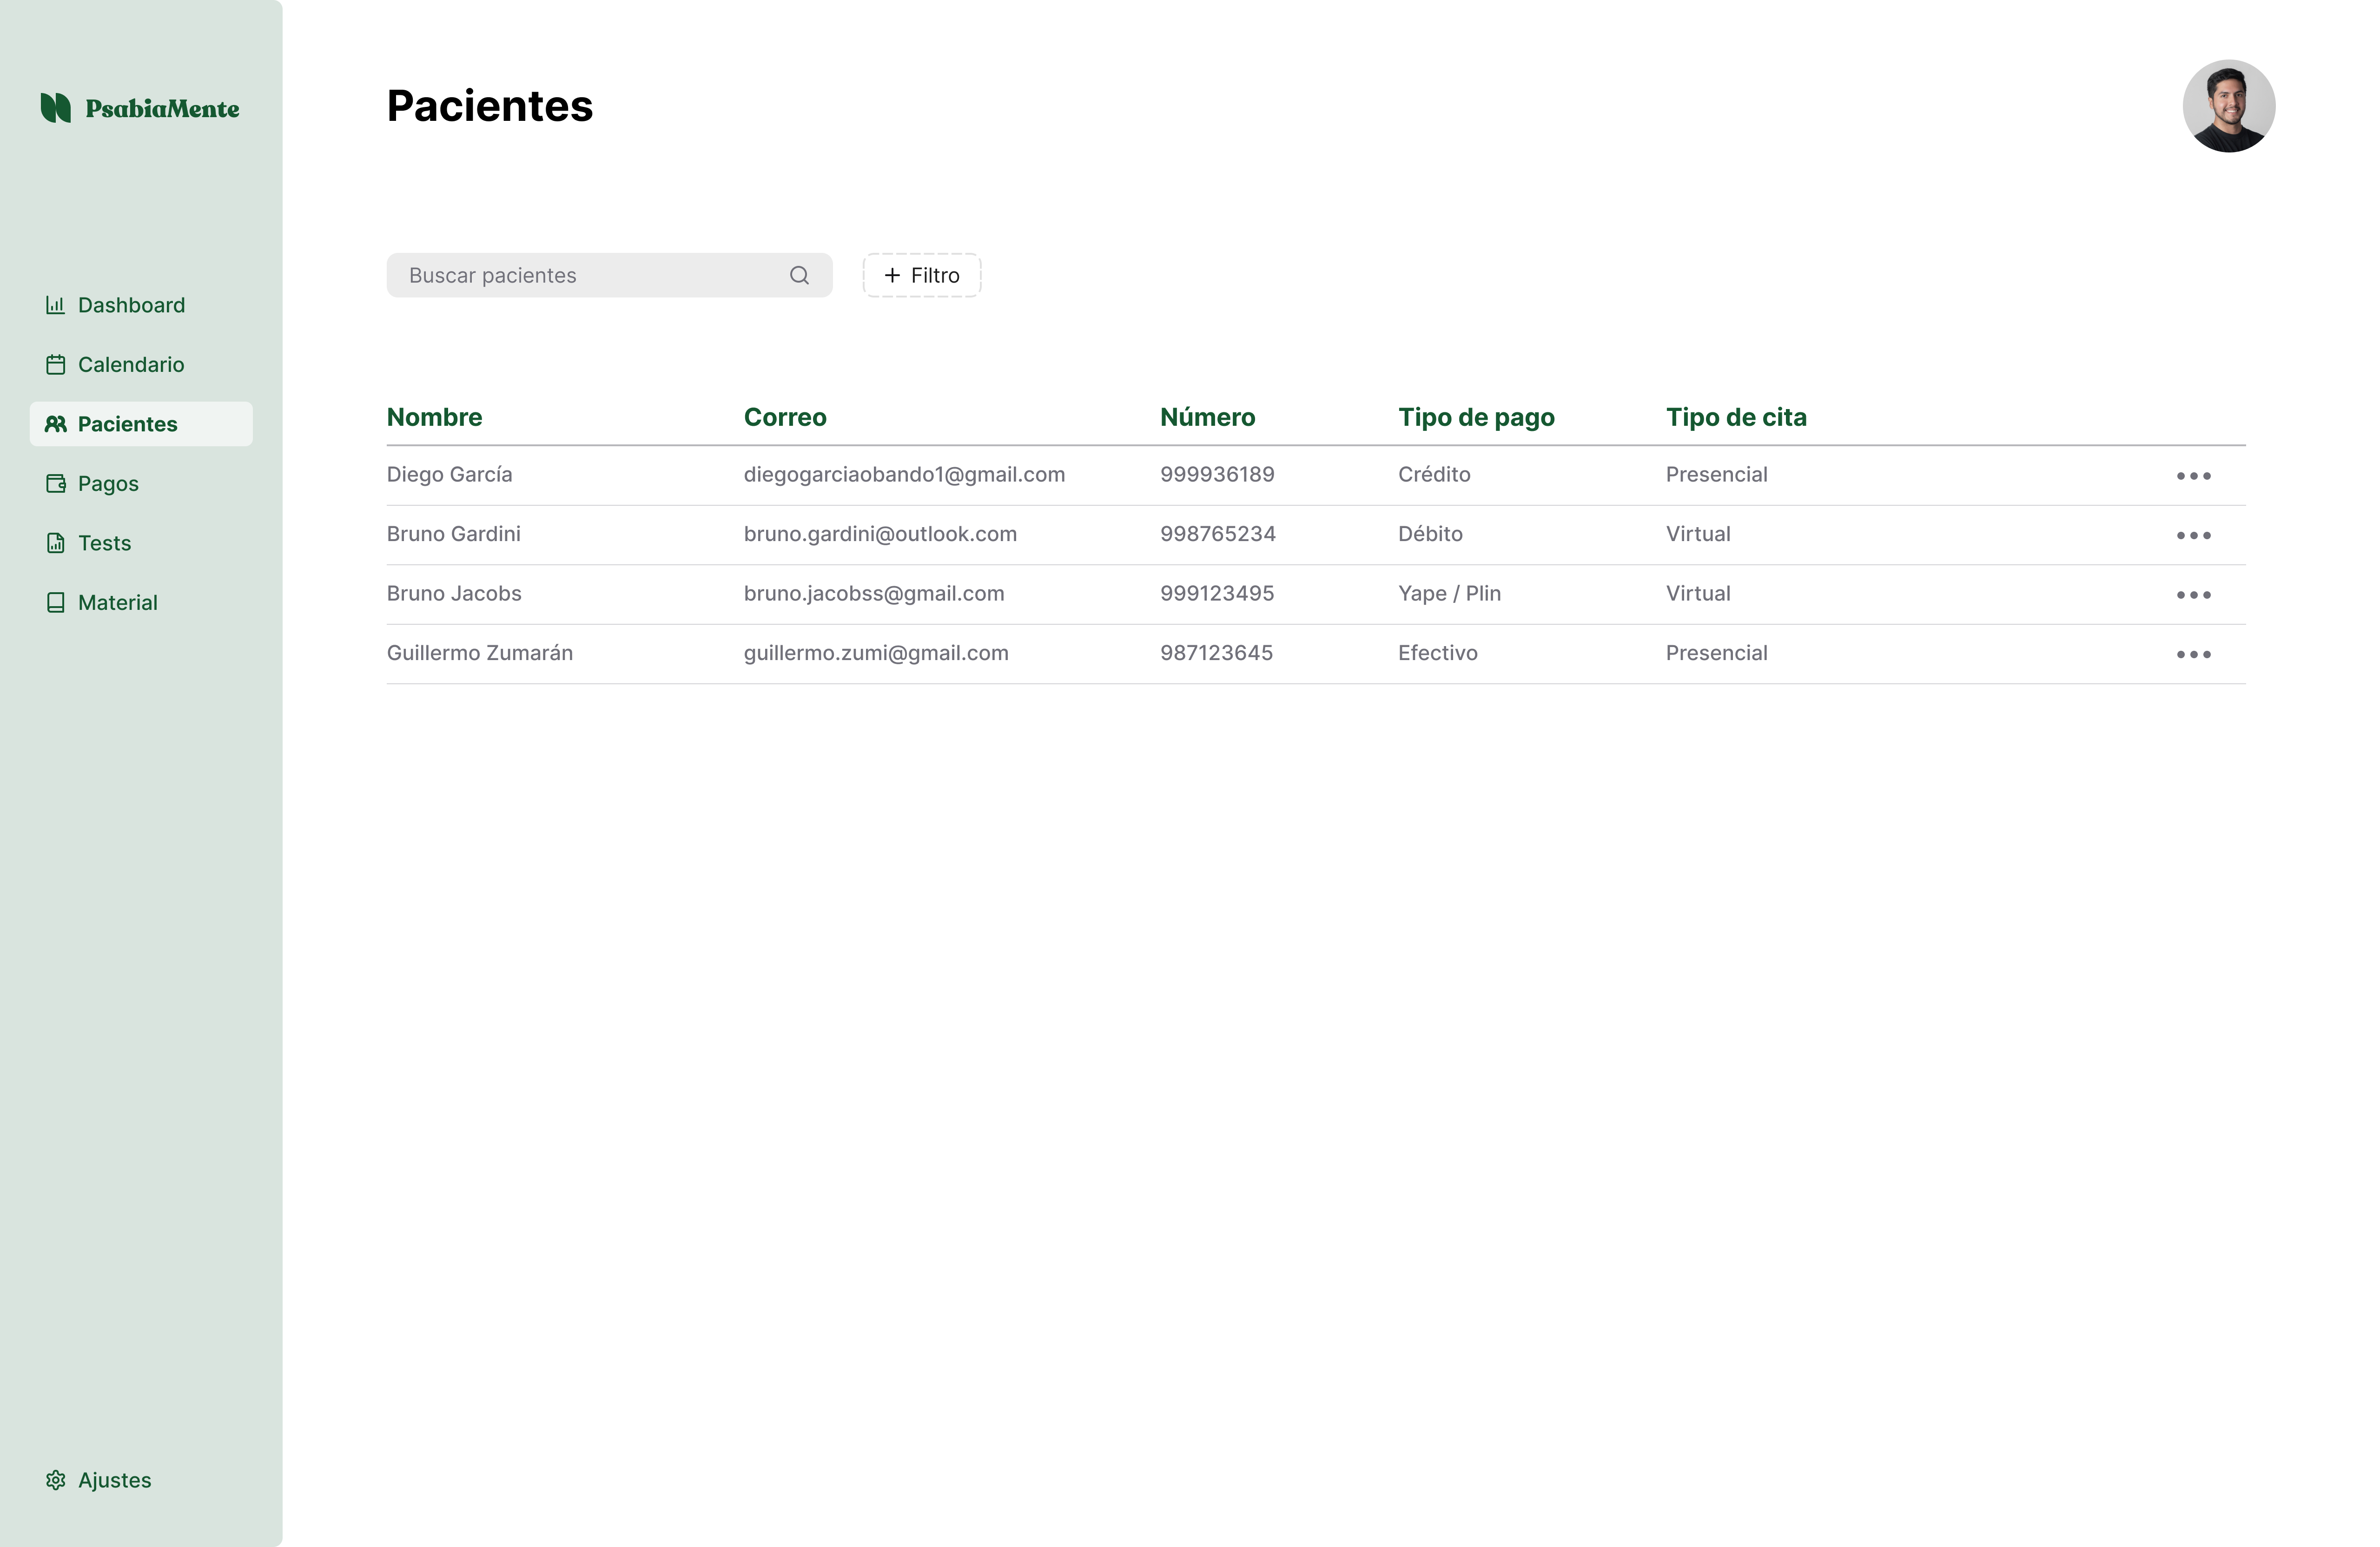 PsabiaMente
Dashboard
Calendario
Pacientes
Pagos
Tests
Material
Ajustes
Pacientes
Buscar pacientes
+ Filtro
Nombre Correo Número Tipo de pago Tipo de cita
Diego García diegogarciaobando1@gmail.com 999936189 Crédito Presencial
Bruno Gardini bruno.gardini@outlook.com 998765234 Débito Virtual
Bruno Jacobs bruno.jacobss@gmail.com 999123495 Yape / Plin Virtual
Guillermo Zumarán guillermo.zumi@gmail.com 987123645 Efectivo Presencial